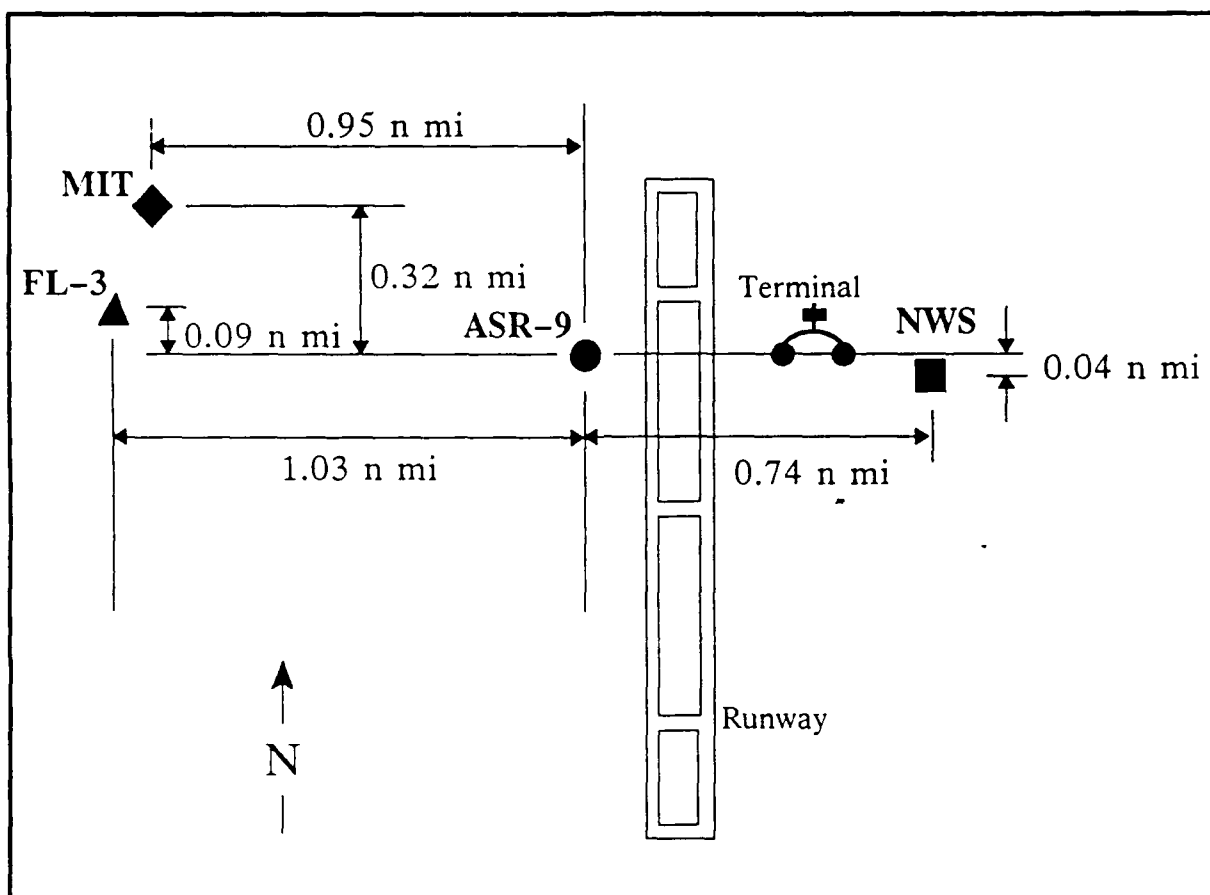 0.95 n mi
MIT
0.32 n mi
FL-3
0.09 n mi
ASR-9
Terminal
NWS
0.04 n mi
1.03 n mi
0.74 n mi
Runway
N